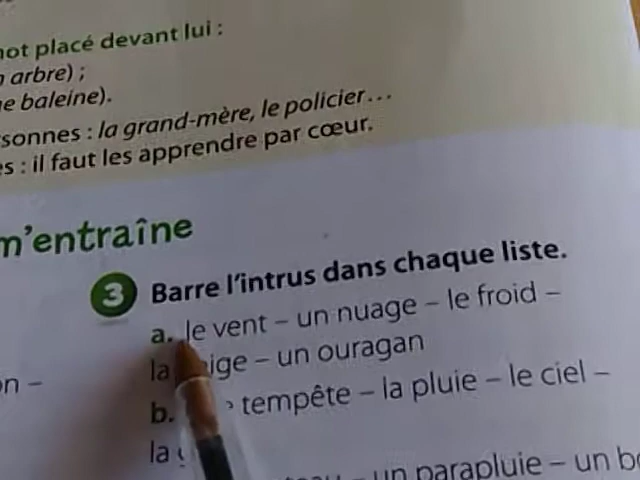 mot placé devant lui :
arbre) ;
baleine).
sonnes : la grand-mère, le policier...
es : il faut les apprendre par cœur.
m'entraîne
3 Barre l'intrus dans chaque liste.
a. le vent – un nuage – le froid –
la – un ouragan
b. tempête – la pluie – le ciel –
la
on –
– un parapluie – un